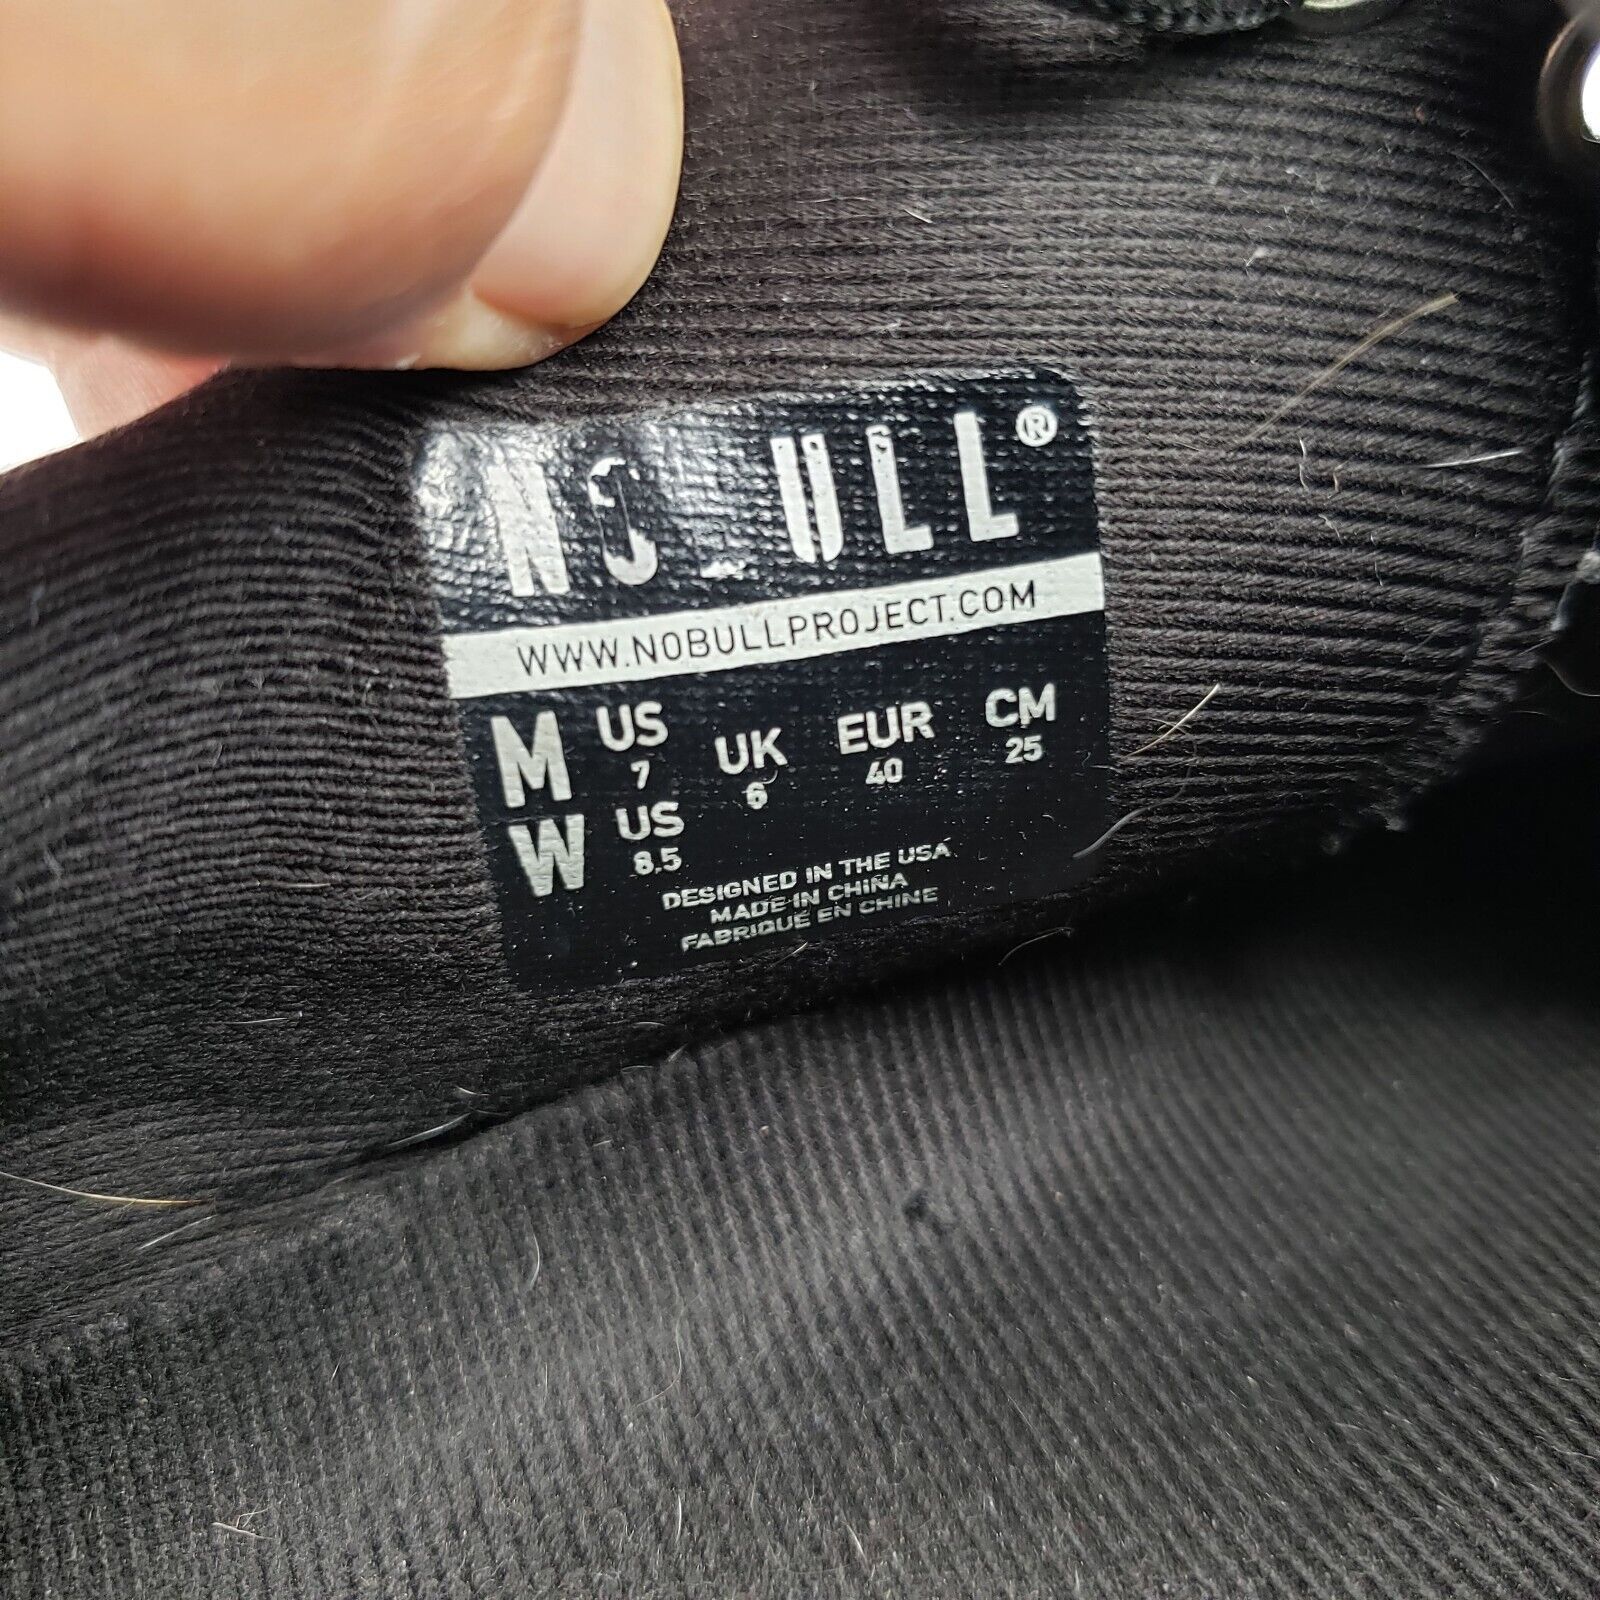 NOBULL®
WWW.NOBULLPROJECT.COM
M US 7 UK 6 EUR 40 CM 25
W US 8.5
DESIGNED IN THE USA
MADE IN CHINA
FABRIQUE EN CHINE